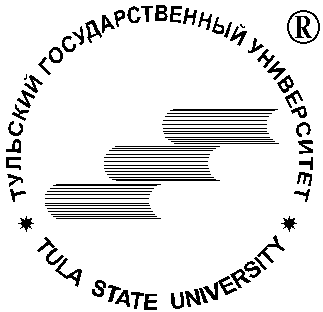 ТУЛЬСКИЙ ГОСУДАРСТВЕННЫЙ УНИВЕРСИТЕТ
®
TULA STATE UNIVERSITY